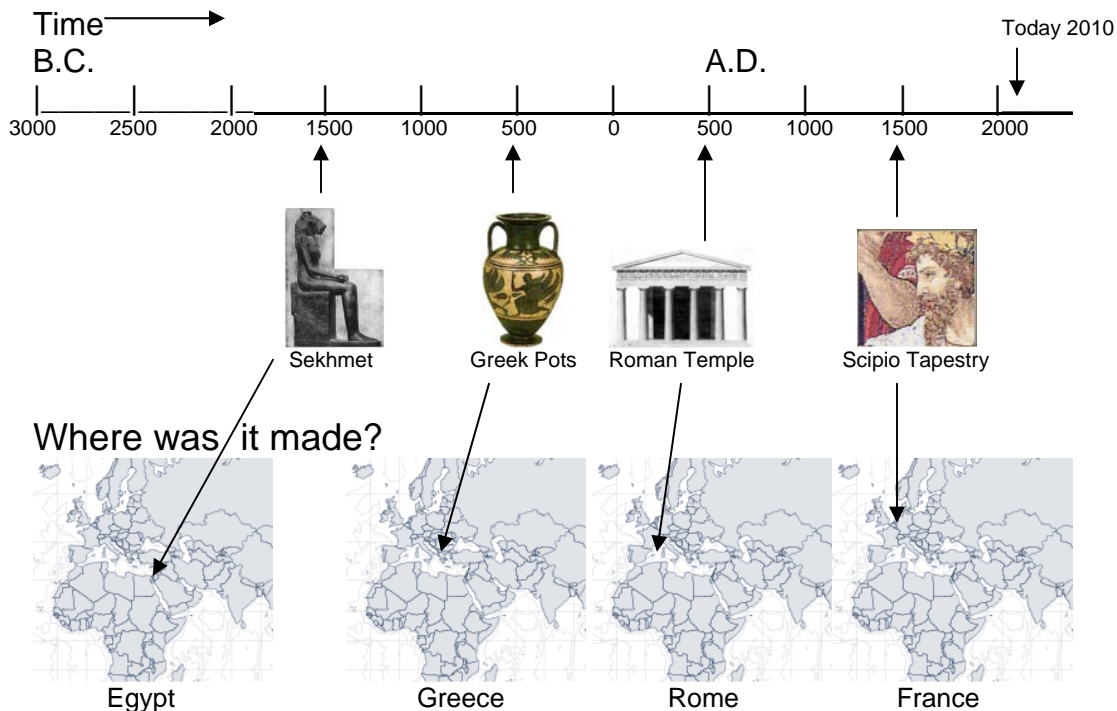 Time
Today 2010
B.C.
A.D.
3000 2500 2000 1500 1000 500 0 500 1000 1500 2000
Sekhmet Greek Pots Roman Temple Scipio Tapestry
Where was it made?
Egypt Greece Rome France